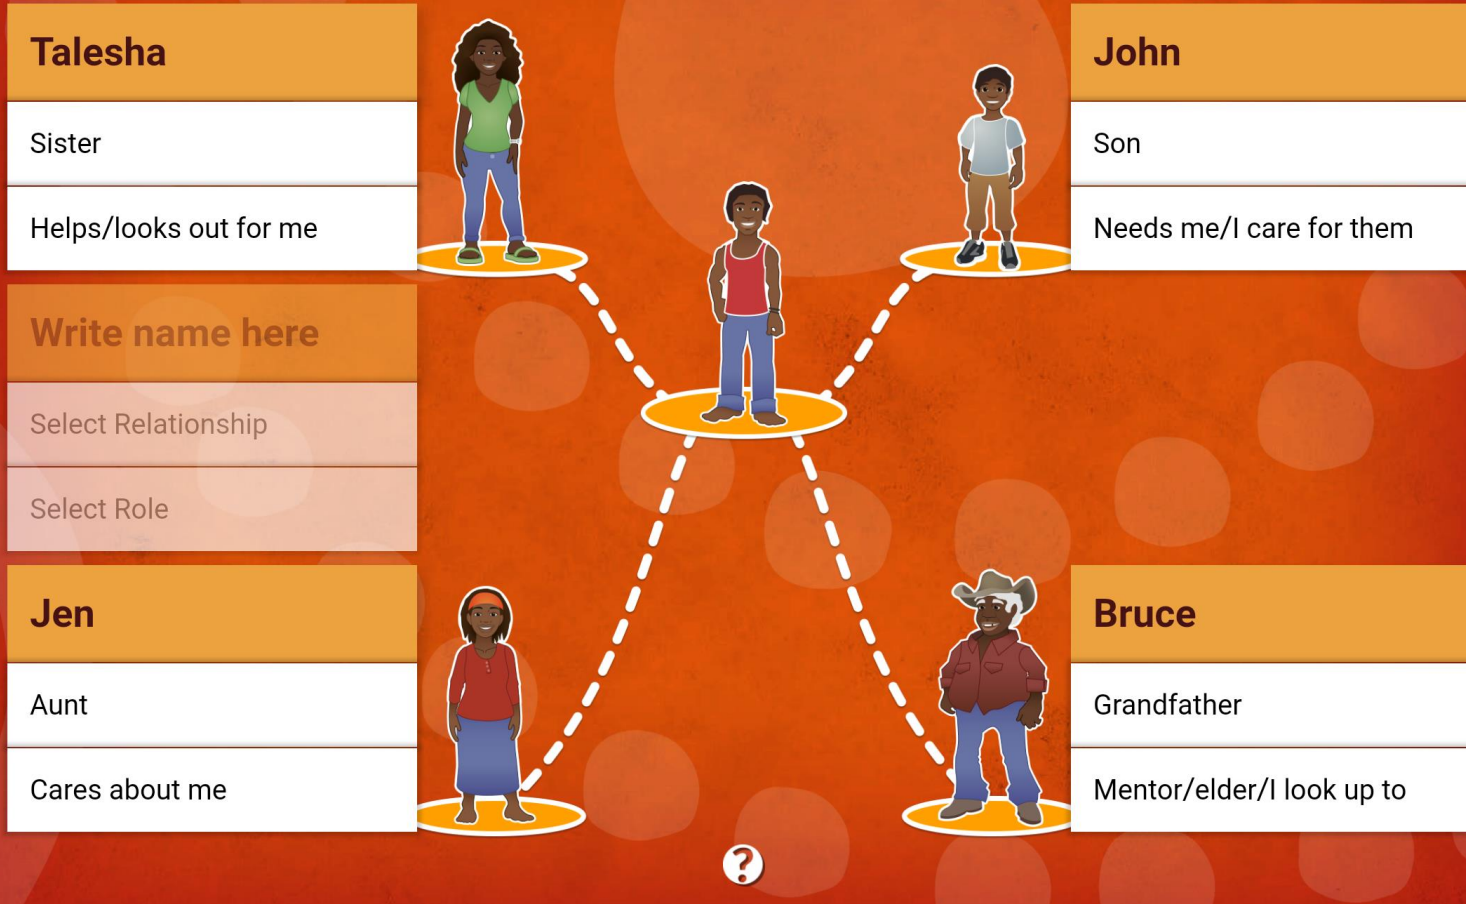 Talesha
Sister
Helps/looks out for me
Write name here
Select Relationship
Select Role
Jen
Aunt
Cares about me
John
Son
Needs me/I care for them
Bruce
Grandfather
Mentor/elder/I look up to
?